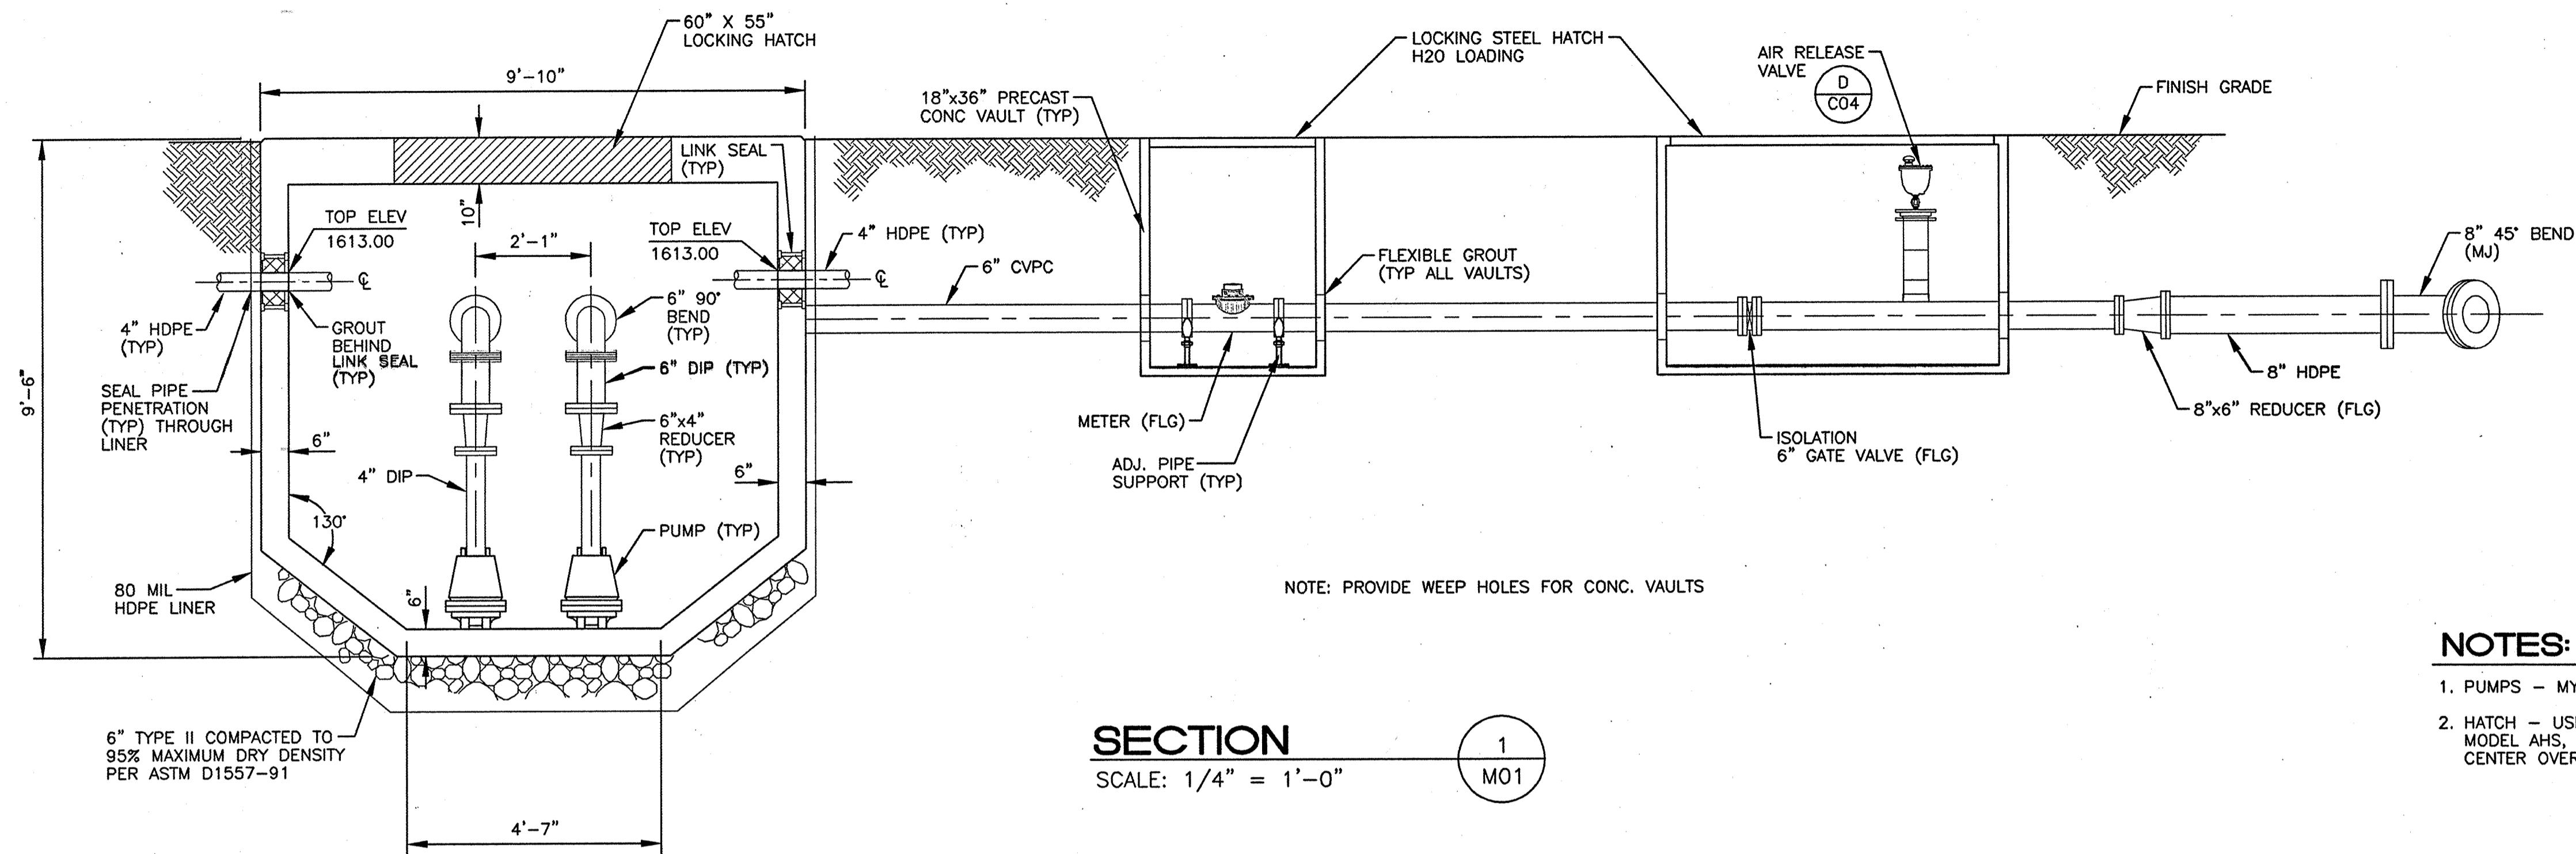 60" X 55"
LOCKING HATCH
9'-10"
LOCKING STEEL HATCH
H20 LOADING
AIR RELEASE
VALVE
D
C04
FINISH GRADE
18"x36" PRECAST
CONC VAULT (TYP)
LINK SEAL
(TYP)
10"
TOP ELEV
1613.00
2'-1"
TOP ELEV
1613.00
4" HDPE (TYP)
6" CVPC
FLEXIBLE GROUT
(TYP ALL VAULTS)
8" 45° BEND
(MJ)
℄
℄
4" HDPE
(TYP)
GROUT
BEHIND
LINK SEAL
(TYP)
6" 90°
BEND
(TYP)
6" DIP (TYP)
9'-6"
SEAL PIPE
PENETRATION
(TYP) THROUGH
LINER
6"
6"x4"
REDUCER
(TYP)
6"
4" DIP
METER (FLG)
ADJ. PIPE
SUPPORT (TYP)
ISOLATION
6" GATE VALVE (FLG)
8" HDPE
8"x6" REDUCER (FLG)
130°
PUMP (TYP)
80 MIL
HDPE LINER
6"
NOTE: PROVIDE WEEP HOLES FOR CONC. VAULTS
6" TYPE II COMPACTED TO
95% MAXIMUM DRY DENSITY
PER ASTM D1557-91
4'-7"
SECTION
SCALE: 1/4" = 1'-0"
1
M01
NOTES:
1. PUMPS – MY
2. HATCH – US
MODEL AHS,
CENTER OVER